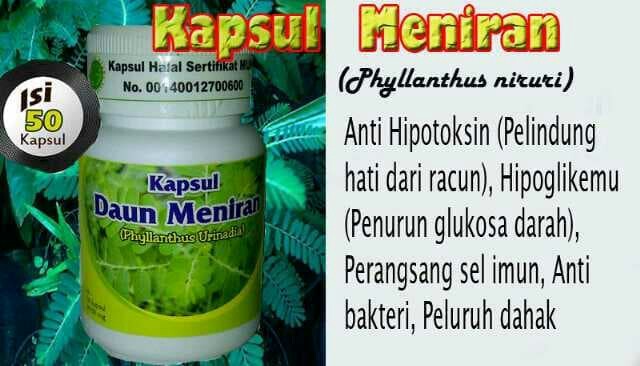 Kapsul Meniran
(Phyllanthus niruri)
Isi
50
Kapsul
Kapsul Halal Sertifikat MU
No. 00140012700600
Kapsul
Daun Meniran
(Phyllanthus Urinadia)
Anti Hipotoksin (Pelindung
hati dari racun), Hipoglikemu
(Penurun glukosa darah),
Perangsang sel imun, Anti
bakteri, Peluruh dahak